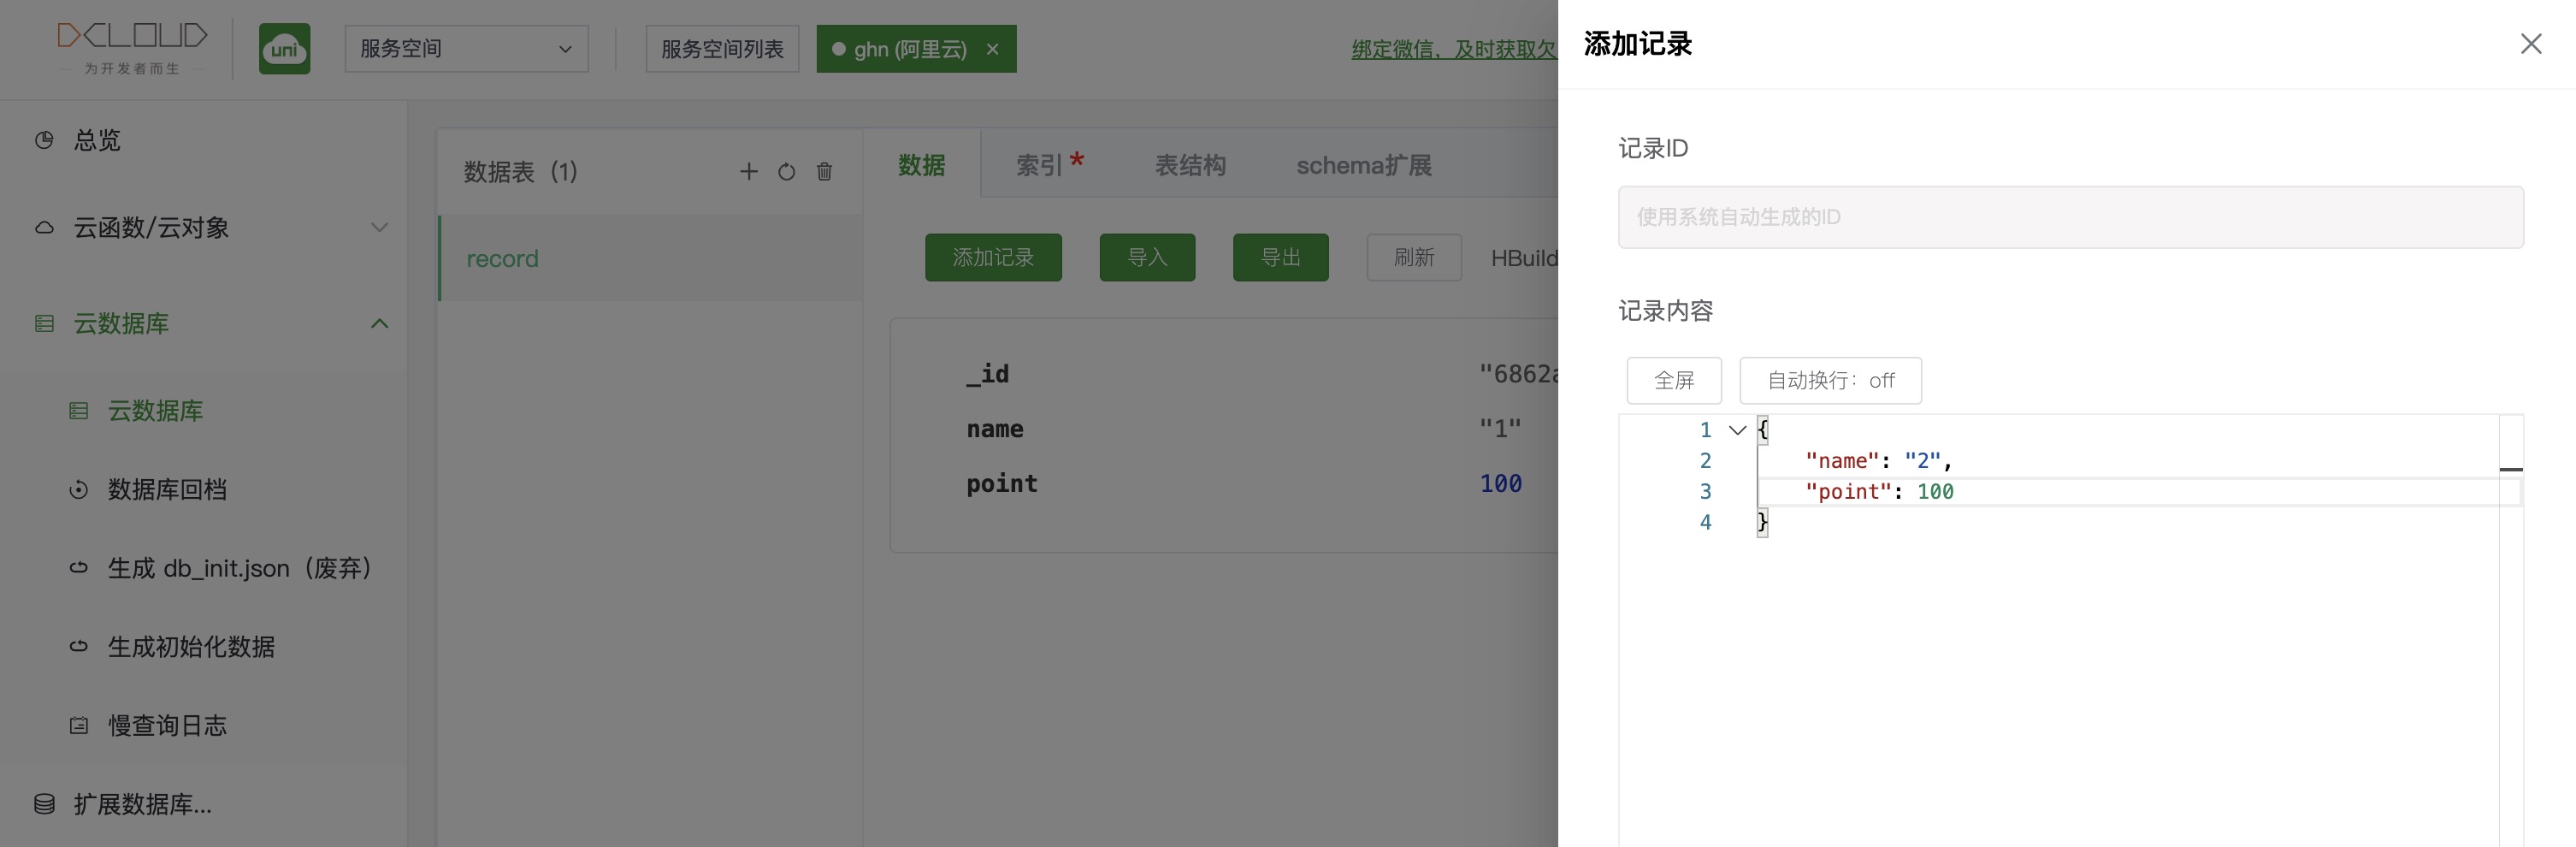 DCLOUD
为开发者而生
uni
服务空间
服务空间列表
ghn (阿里云)
绑定微信，及时获取欠
总览
云函数/云对象
云数据库
云数据库
数据库回档
生成 db_init.json（废弃）
生成初始化数据
慢查询日志
扩展数据库...
数据表（1）
record
数据
索引 *
表结构
schema扩展
添加记录
导入
导出
刷新
HBuild
_id "6862a
name "1"
point 100
添加记录
记录ID
使用系统自动生成的ID
记录内容
全屏
自动换行：off
1 {
2 "name": "2",
3 "point": 100
4 }